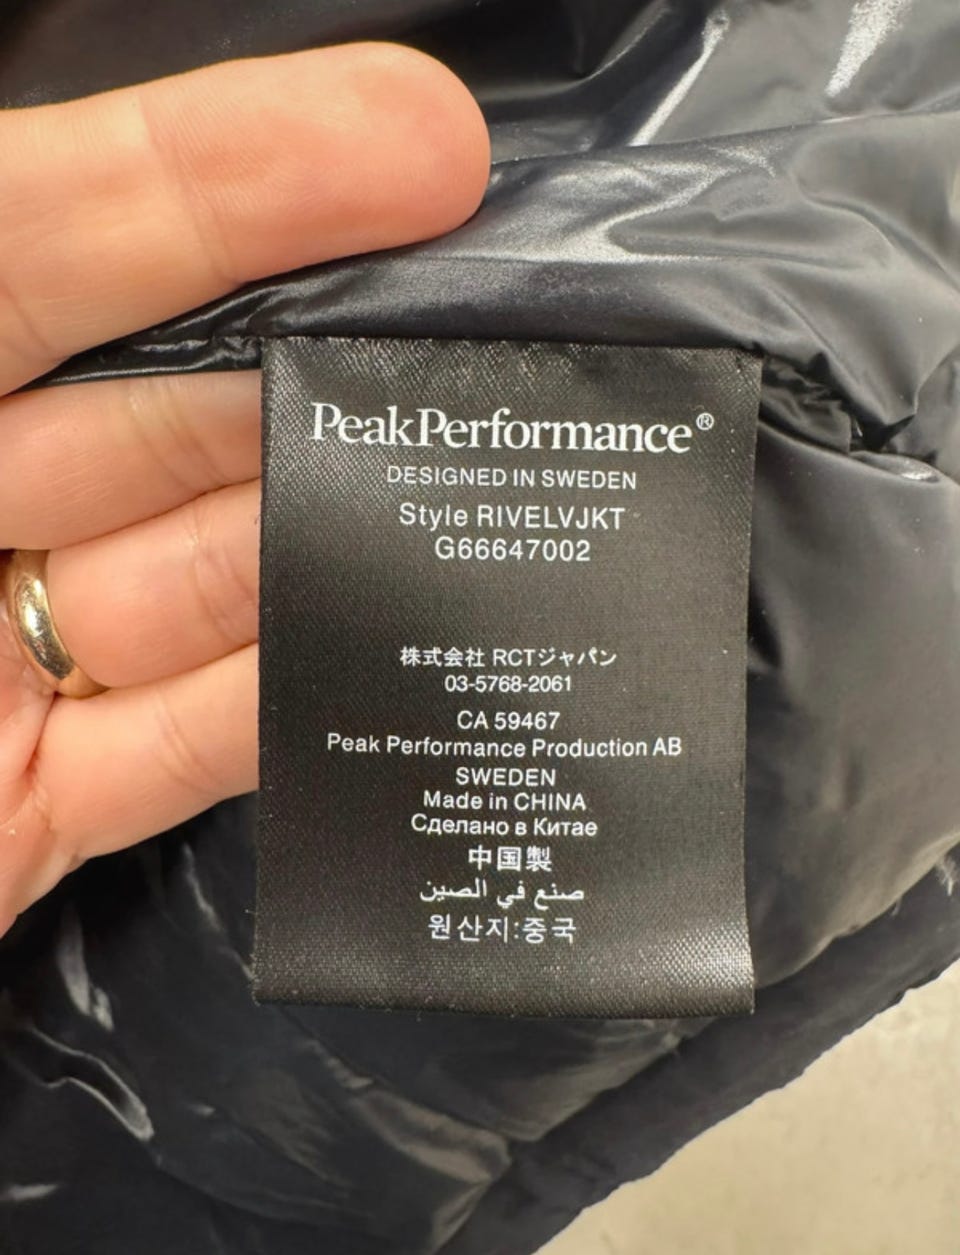 PeakPerformance®
DESIGNED IN SWEDEN
Style RIVELVJKT
G66647002
株式会社 RCTジャパン
03-5768-2061
CA 59467
Peak Performance Production AB
SWEDEN
Made in CHINA
Сделано в Китае
中国製
صنع في الصين
원산지:중국